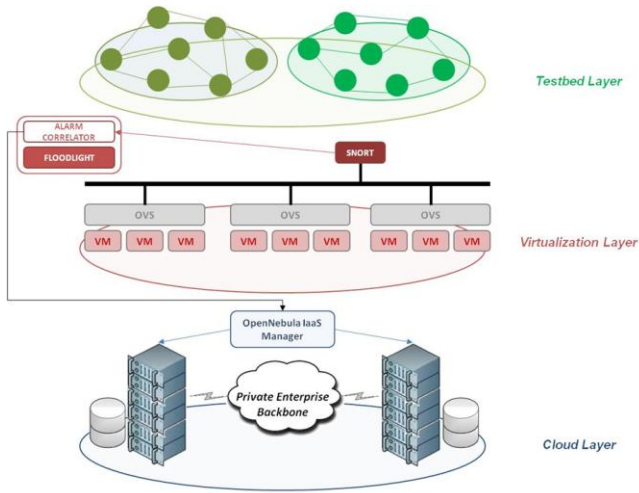 Testbed Layer
ALARM
CORRELATOR
FLOODLIGHT
SNORT
OVS OVS OVS
VM VM VM VM VM VM VM VM VM
Virtualization Layer
OpenNebula IaaS
Manager
Private Enterprise
Backbone
Cloud Layer